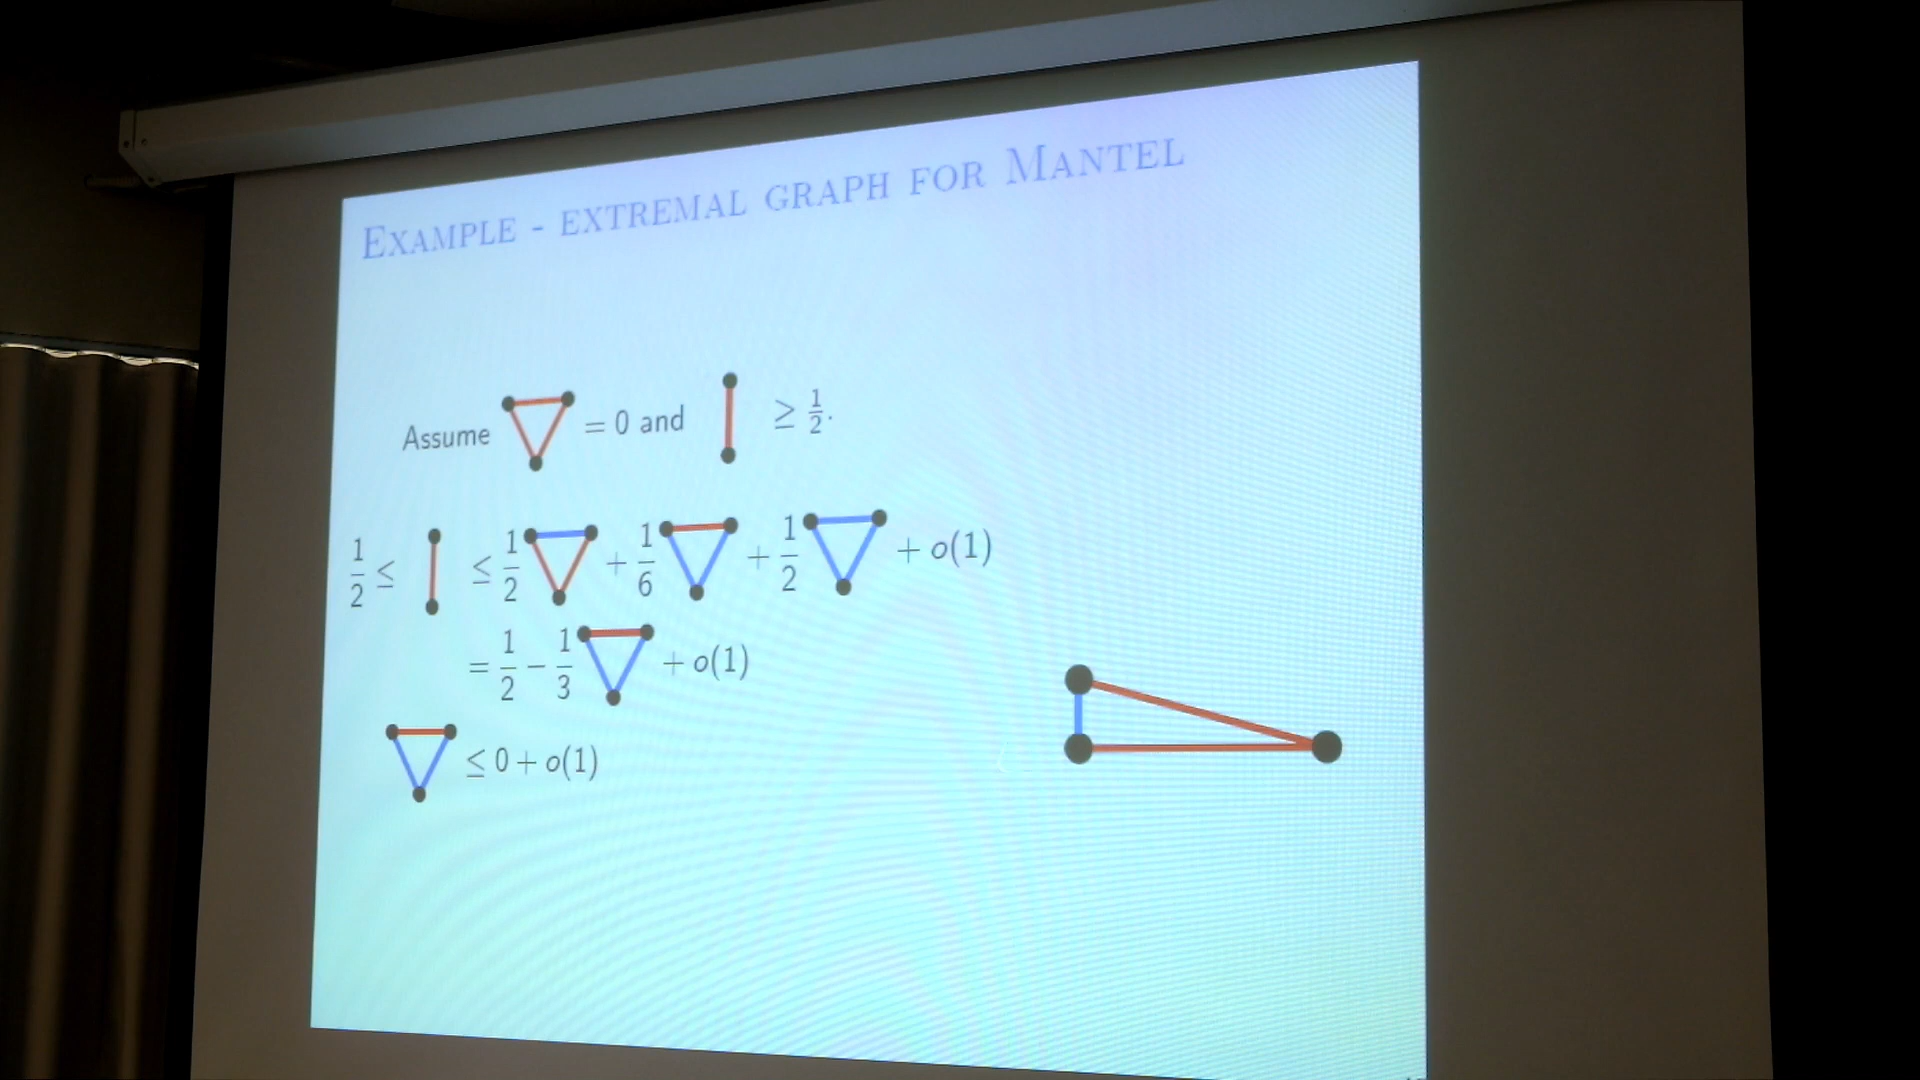 EXAMPLE - EXTREMAL GRAPH FOR MANTEL
Assume = 0 and ≥ 1/2.
1/2 ≤ ≤ 1/2 + 1/6 + 1/2 + o(1)
= 1/2 − 1/3 + o(1)
≤ 0 + o(1)